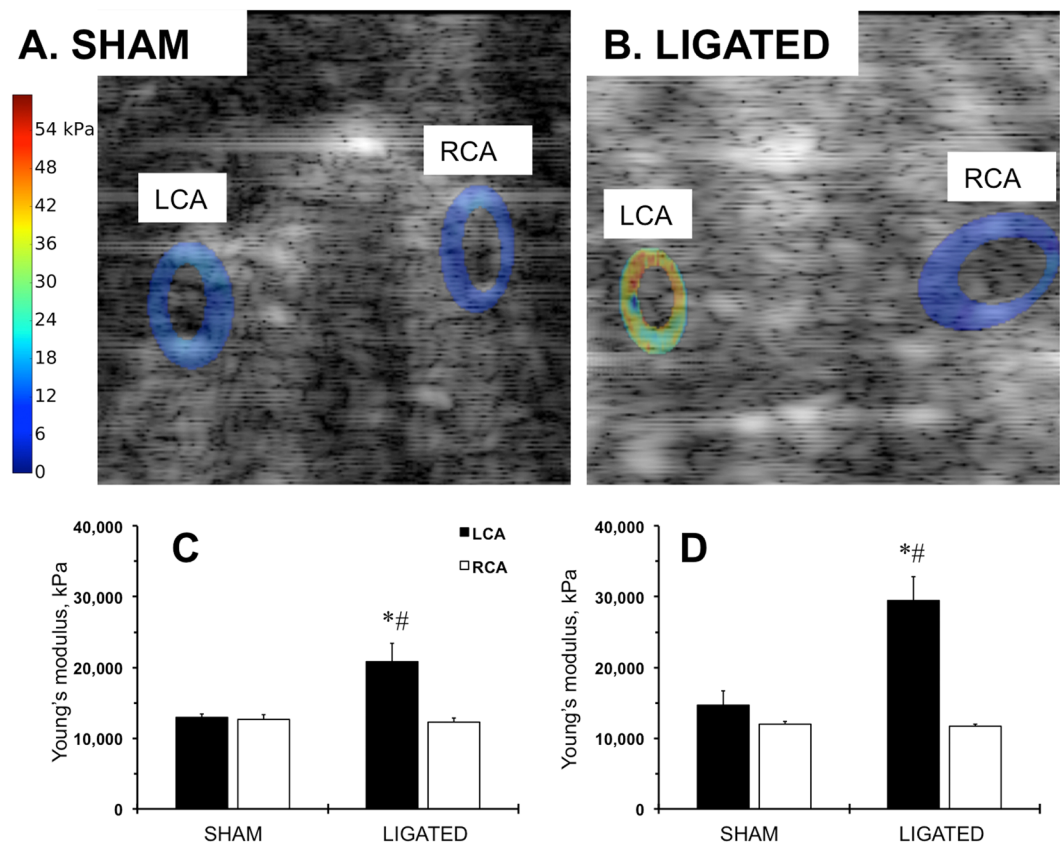 A. SHAM
B. LIGATED
54 kPa
48
42
36
30
24
18
12
6
0
LCA
RCA
LCA
RCA
C
Young's modulus, kPa
40,000
30,000
20,000
10,000
0
LCA
RCA
*#
SHAM
LIGATED
D
Young's modulus, kPa
40,000
30,000
20,000
10,000
0
*#
SHAM
LIGATED